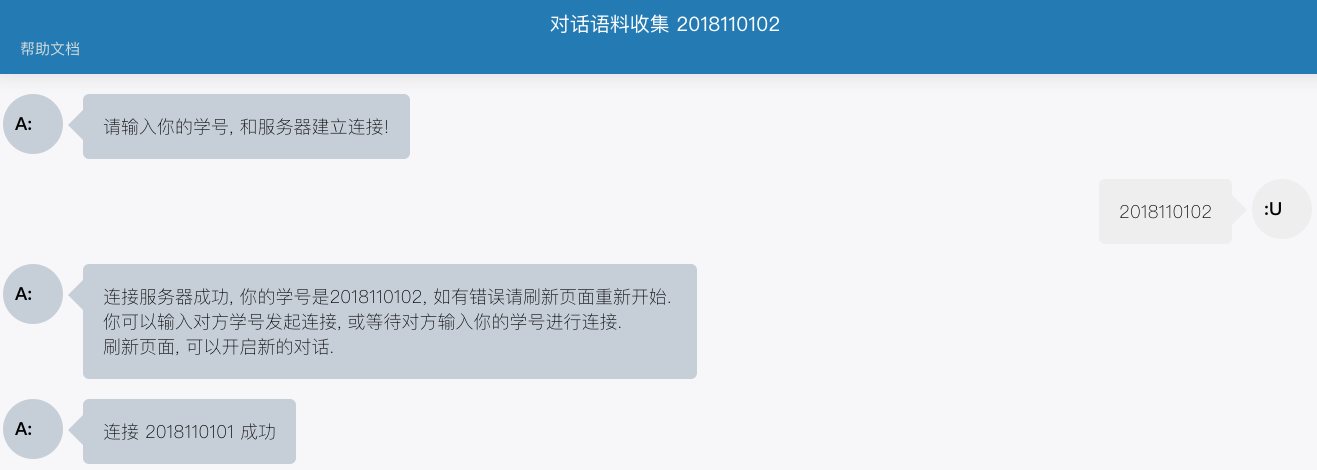 对话语料收集 2018110102
帮助文档
A:
请输入你的学号, 和服务器建立连接!
2018110102
:U
A:
连接服务器成功, 你的学号是2018110102, 如有错误请刷新页面重新开始.
你可以输入对方学号发起连接, 或等待对方输入你的学号进行连接.
刷新页面, 可以开启新的对话.
A:
连接 2018110101 成功